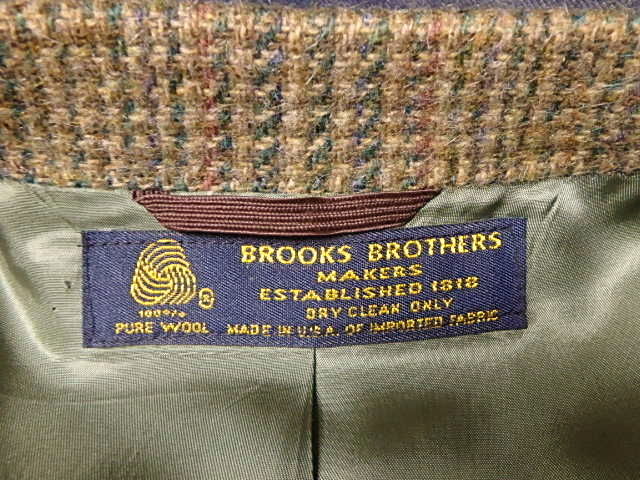 BROOKS BROTHERS
MAKERS
ESTABLISHED 1818
DRY CLEAN ONLY
MADE IN U.S.A. OF IMPORTED FABRIC
R
100%
PURE WOOL